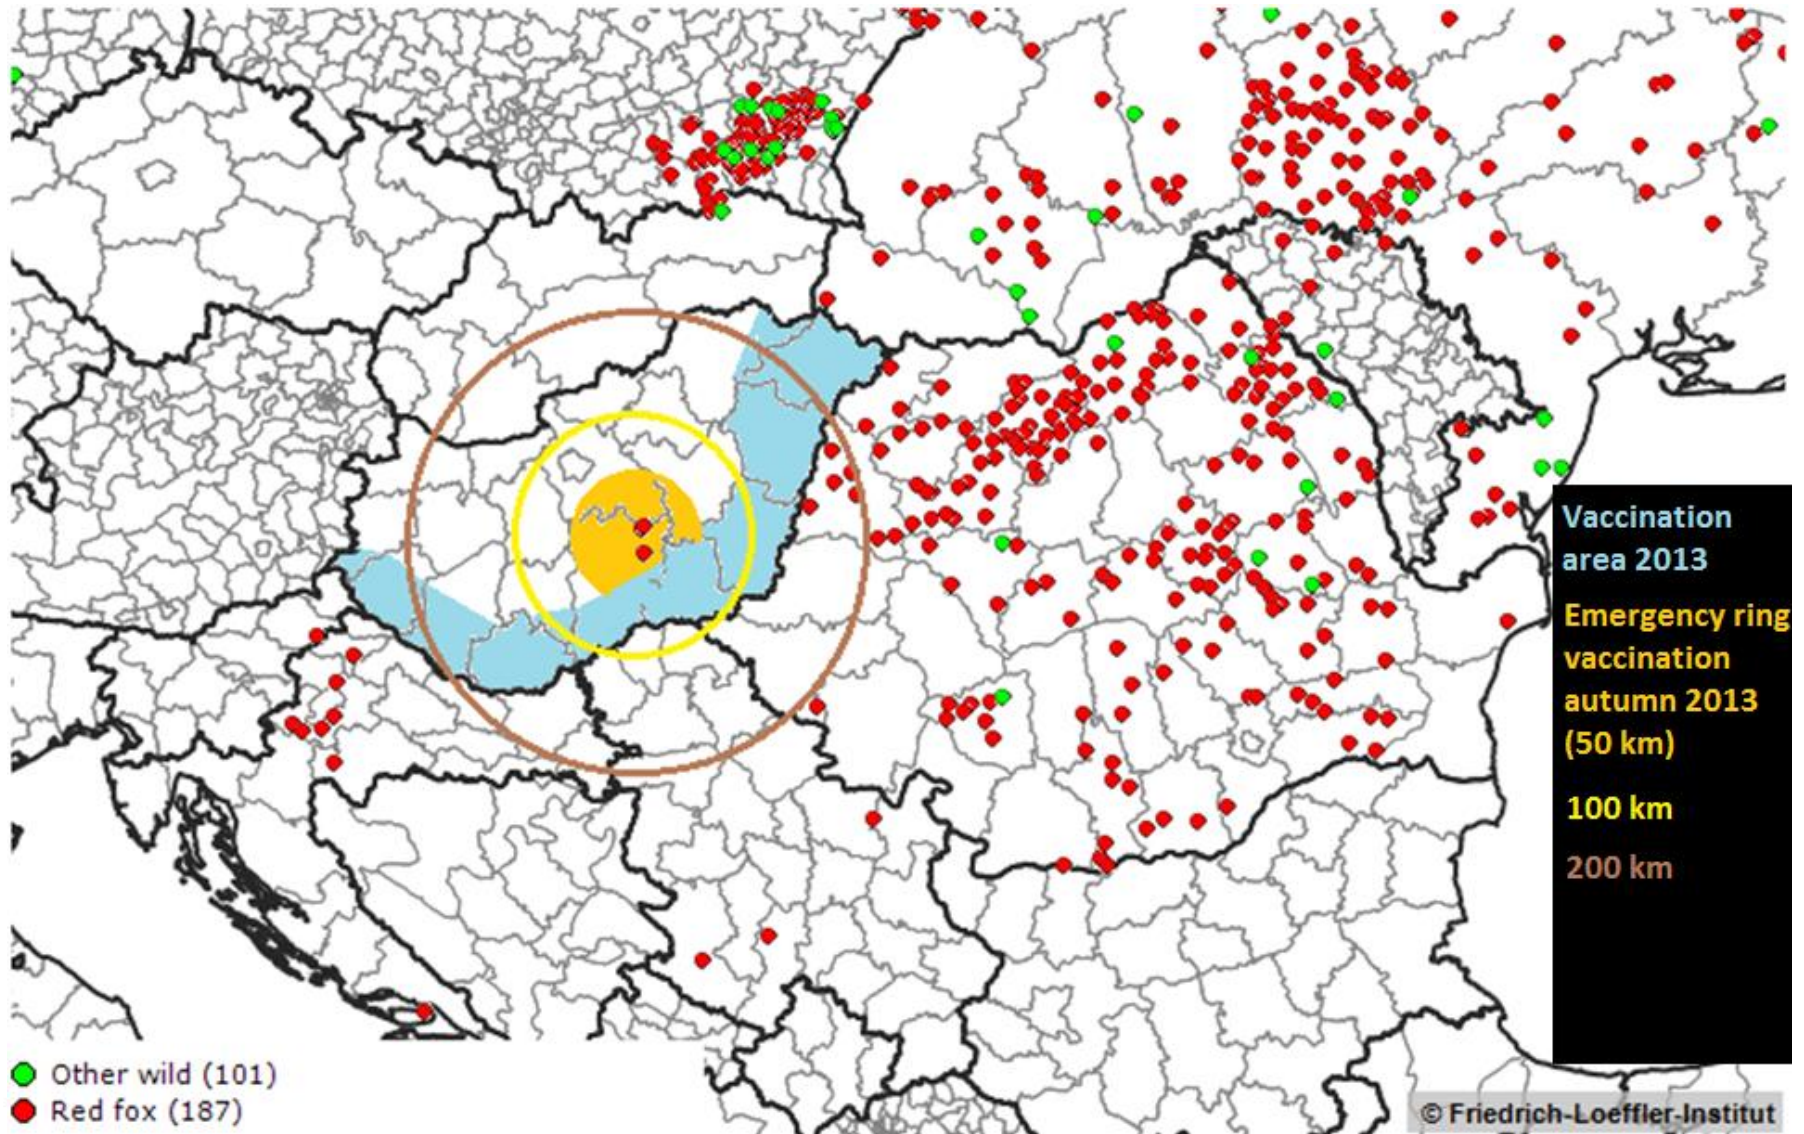 Vaccination
area 2013
Emergency ring
vaccination
autumn 2013
(50 km)
100 km
200 km
Other wild (101)
Red fox (187)
© Friedrich-Loeffler-Institut